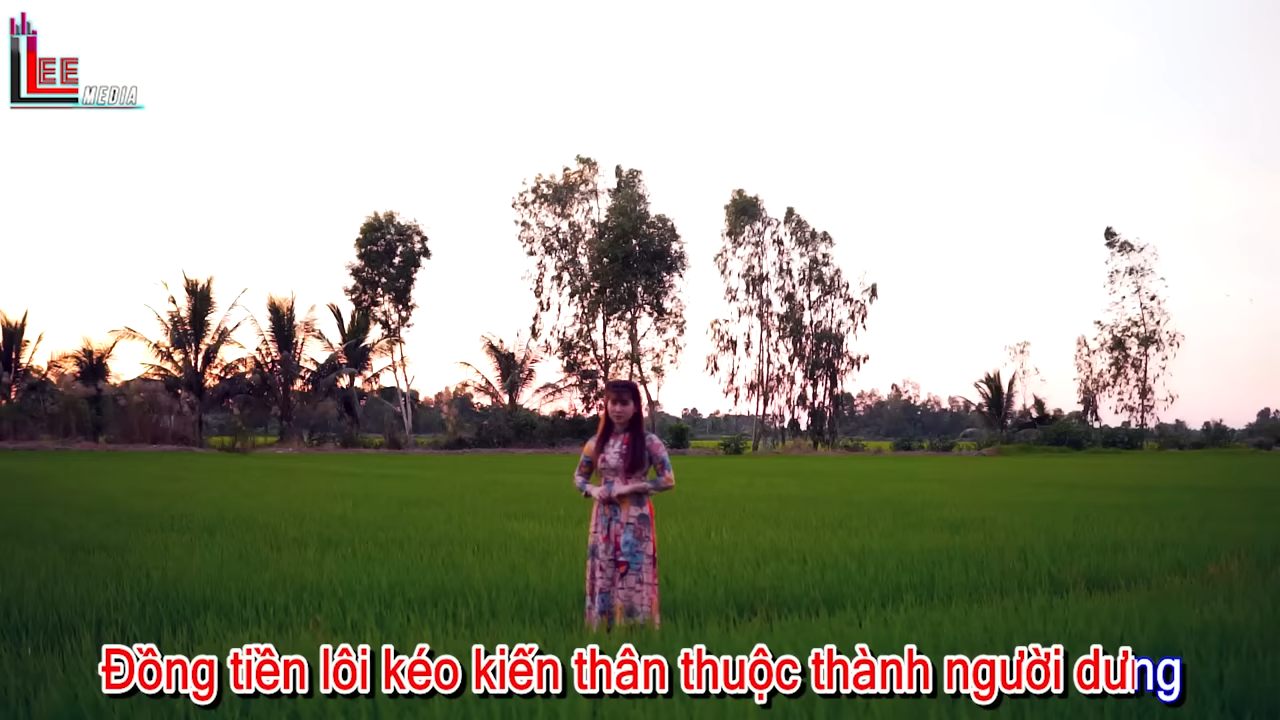 LEE
MEDIA
Đồng tiền lôi kéo kiến thân thuộc thành người dưng